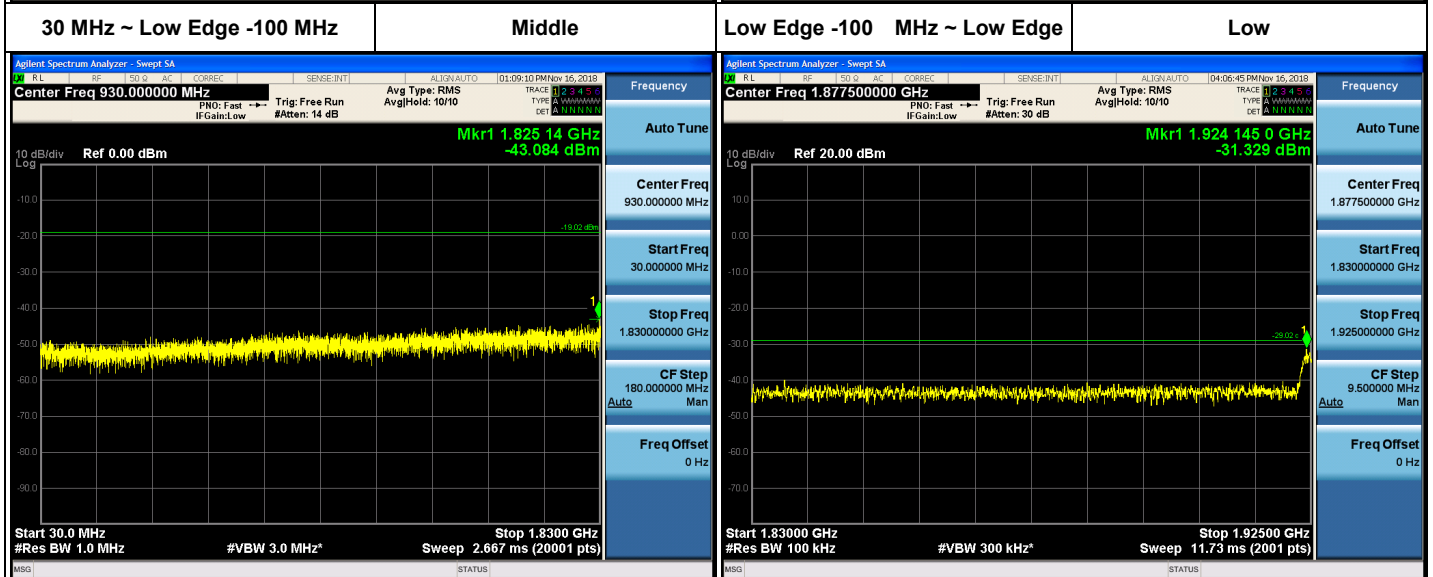 30 MHz ~ Low Edge -100 MHz
Middle
Low Edge -100 MHz ~ Low Edge
Low
Agilent Spectrum Analyzer - Swept SA
LXI RL RF 50 Ω AC CORREC SENSE:INT ALIGN AUTO 01:09:10 PM Nov 16, 2018
Center Freq 930.000000 MHz
PNO: Fast
IFGain:Low
Trig: Free Run
#Atten: 14 dB
Avg Type: RMS
Avg|Hold: 10/10
TRACE 1 2 3 4 5 6
TYPE A WWWWW
DET A N N N N N
Mkr1 1.825 14 GHz
-43.084 dBm
10 dB/div Ref 0.00 dBm
Log
-10.0
-19.02 dBm
-20.0
-30.0
-40.0
1
-50.0
-60.0
-70.0
-80.0
-90.0
Start 30.0 MHz Stop 1.8300 GHz
#Res BW 1.0 MHz #VBW 3.0 MHz* Sweep 2.667 ms (20001 pts)
MSG STATUS
Frequency
Auto Tune
Center Freq
930.000000 MHz
Start Freq
30.000000 MHz
Stop Freq
1.830000000 GHz
CF Step
180.000000 MHz
Auto Man
Freq Offset
0 Hz
Agilent Spectrum Analyzer - Swept SA
LXI RL RF 50 Ω AC CORREC SENSE:INT ALIGN AUTO 04:06:45 PM Nov 16, 2018
Center Freq 1.877500000 GHz
PNO: Fast
IFGain:Low
Trig: Free Run
#Atten: 30 dB
Avg Type: RMS
Avg|Hold: 10/10
TRACE 1 2 3 4 5 6
TYPE A WWWWW
DET A N N N N N
Mkr1 1.924 145 0 GHz
-31.329 dBm
10 dB/div Ref 20.00 dBm
Log
10.0
0.00
-10.0
-20.0
-29.02
1
-30.0
-40.0
-50.0
-60.0
-70.0
Start 1.83000 GHz Stop 1.92500 GHz
#Res BW 100 kHz #VBW 300 kHz* Sweep 11.73 ms (2001 pts)
MSG STATUS
Frequency
Auto Tune
Center Freq
1.877500000 GHz
Start Freq
1.830000000 GHz
Stop Freq
1.925000000 GHz
CF Step
9.500000 MHz
Auto Man
Freq Offset
0 Hz